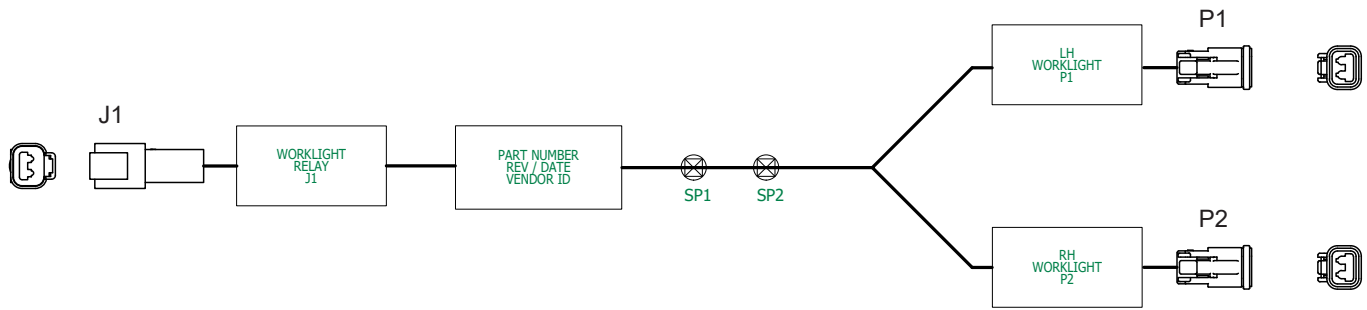 J1
WORKLIGHT
RELAY
J1
PART NUMBER
REV / DATE
VENDOR ID
SP1
SP2
LH
WORKLIGHT
P1
P1
RH
WORKLIGHT
P2
P2